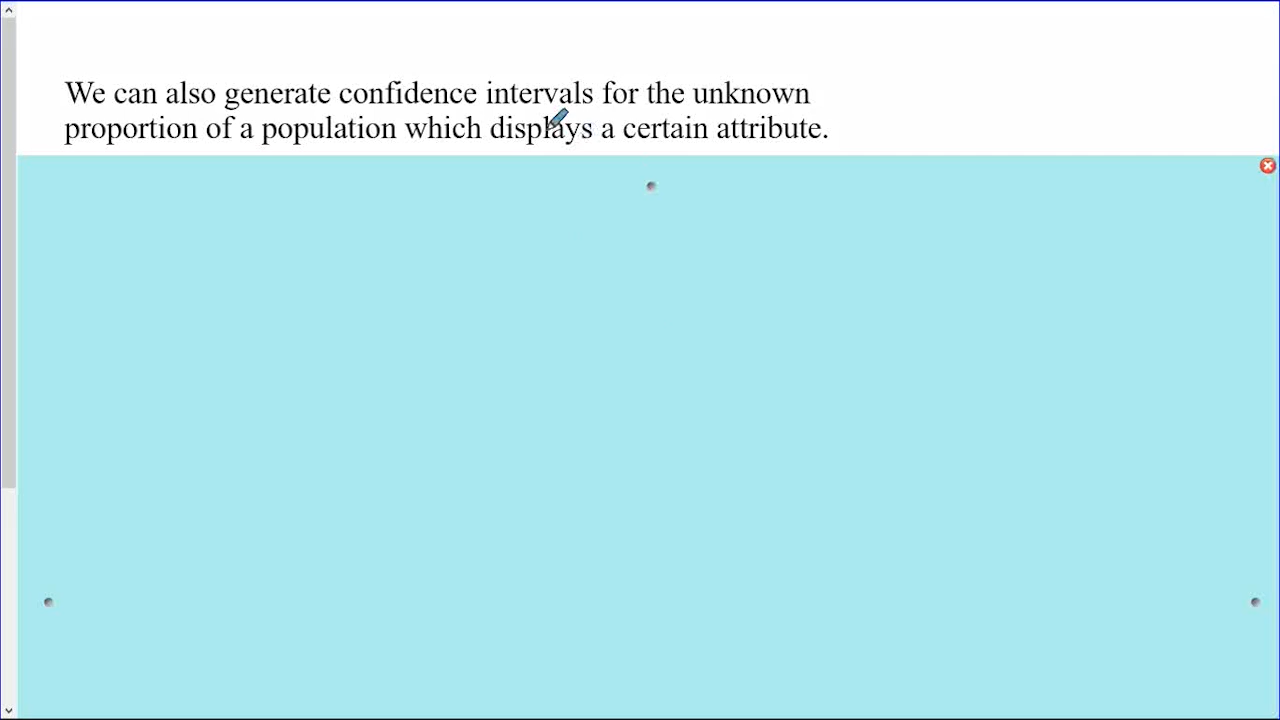 We can also generate confidence intervals for the unknown
proportion of a population which displays a certain attribute.